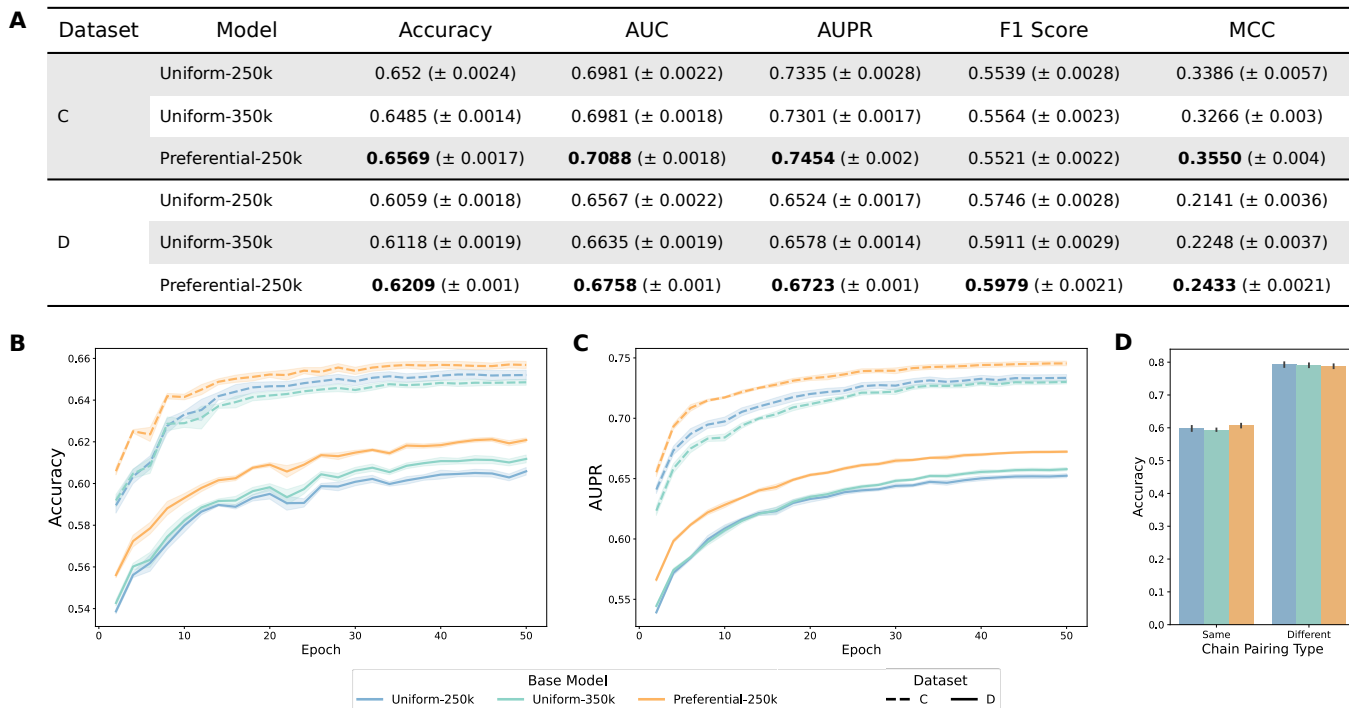 A
Dataset Model Accuracy AUC AUPR F1 Score MCC
C
Uniform-250k 0.652 (± 0.0024) 0.6981 (± 0.0022) 0.7335 (± 0.0028) 0.5539 (± 0.0028) 0.3386 (± 0.0057)
Uniform-350k 0.6485 (± 0.0014) 0.6981 (± 0.0018) 0.7301 (± 0.0017) 0.5564 (± 0.0023) 0.3266 (± 0.003)
Preferential-250k 0.6569 (± 0.0017) 0.7088 (± 0.0018) 0.7454 (± 0.002) 0.5521 (± 0.0022) 0.3550 (± 0.004)
D
Uniform-250k 0.6059 (± 0.0018) 0.6567 (± 0.0022) 0.6524 (± 0.0017) 0.5746 (± 0.0028) 0.2141 (± 0.0036)
Uniform-350k 0.6118 (± 0.0019) 0.6635 (± 0.0019) 0.6578 (± 0.0014) 0.5911 (± 0.0029) 0.2248 (± 0.0037)
Preferential-250k 0.6209 (± 0.001) 0.6758 (± 0.001) 0.6723 (± 0.001) 0.5979 (± 0.0021) 0.2433 (± 0.0021)
B
Accuracy
0.66
0.64
0.62
0.60
0.58
0.56
0.54
0 10 20 30 40 50
Epoch
C
AUPR
0.75
0.70
0.65
0.60
0.55
0 10 20 30 40 50
Epoch
D
Accuracy
0.8
0.7
0.6
0.5
0.4
0.3
0.2
0.1
0.0
Same Different
Chain Pairing Type
Base Model
Uniform-250k Uniform-350k Preferential-250k
Dataset
C D